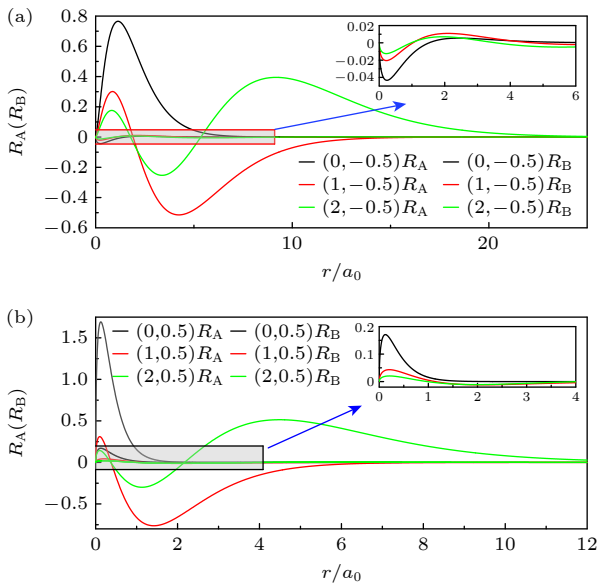 (a)
0.8
0.6
0.4
0.2
0
−0.2
−0.4
−0.6
R_A(R_B)
0.02
0
−0.02
−0.04
0 2 4 6
(0,−0.5)R_A (0,−0.5)R_B
(1,−0.5)R_A (1,−0.5)R_B
(2,−0.5)R_A (2,−0.5)R_B
0 10 20
r/a_0
(b)
1.5
1.0
0.5
0
−0.5
R_A(R_B)
(0,0.5)R_A (0,0.5)R_B
(1,0.5)R_A (1,0.5)R_B
(2,0.5)R_A (2,0.5)R_B
0.2
0.1
0
0 1 2 3 4
0 2 4 6 8 10 12
r/a_0